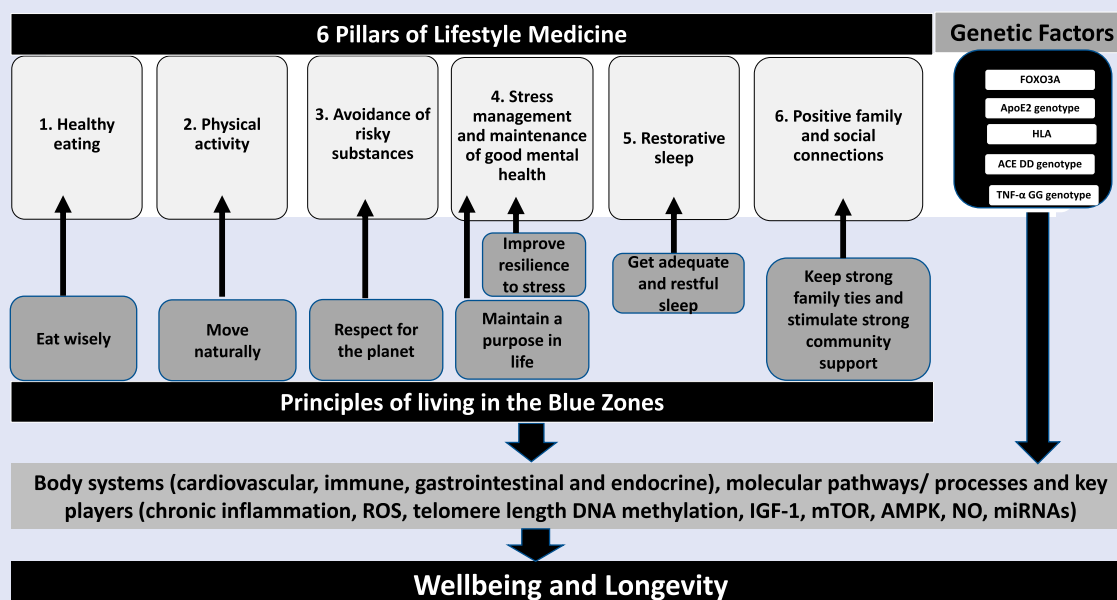 6 Pillars of Lifestyle Medicine
Genetic Factors
1. Healthy
eating
2. Physical
activity
3. Avoidance of
risky
substances
4. Stress
management
and maintenance
of good mental
health
5. Restorative
sleep
6. Positive family
and social
connections
FOXO3A
ApoE2 genotype
HLA
ACE DD genotype
TNF-α GG genotype
Eat wisely
Move
naturally
Respect for
the planet
Improve
resilience
to stress
Maintain a
purpose in
life
Get adequate
and restful
sleep
Keep strong
family ties and
stimulate strong
community
support
Principles of living in the Blue Zones
Body systems (cardiovascular, immune, gastrointestinal and endocrine), molecular pathways/ processes and key
players (chronic inflammation, ROS, telomere length DNA methylation, IGF-1, mTOR, AMPK, NO, miRNAs)
Wellbeing and Longevity